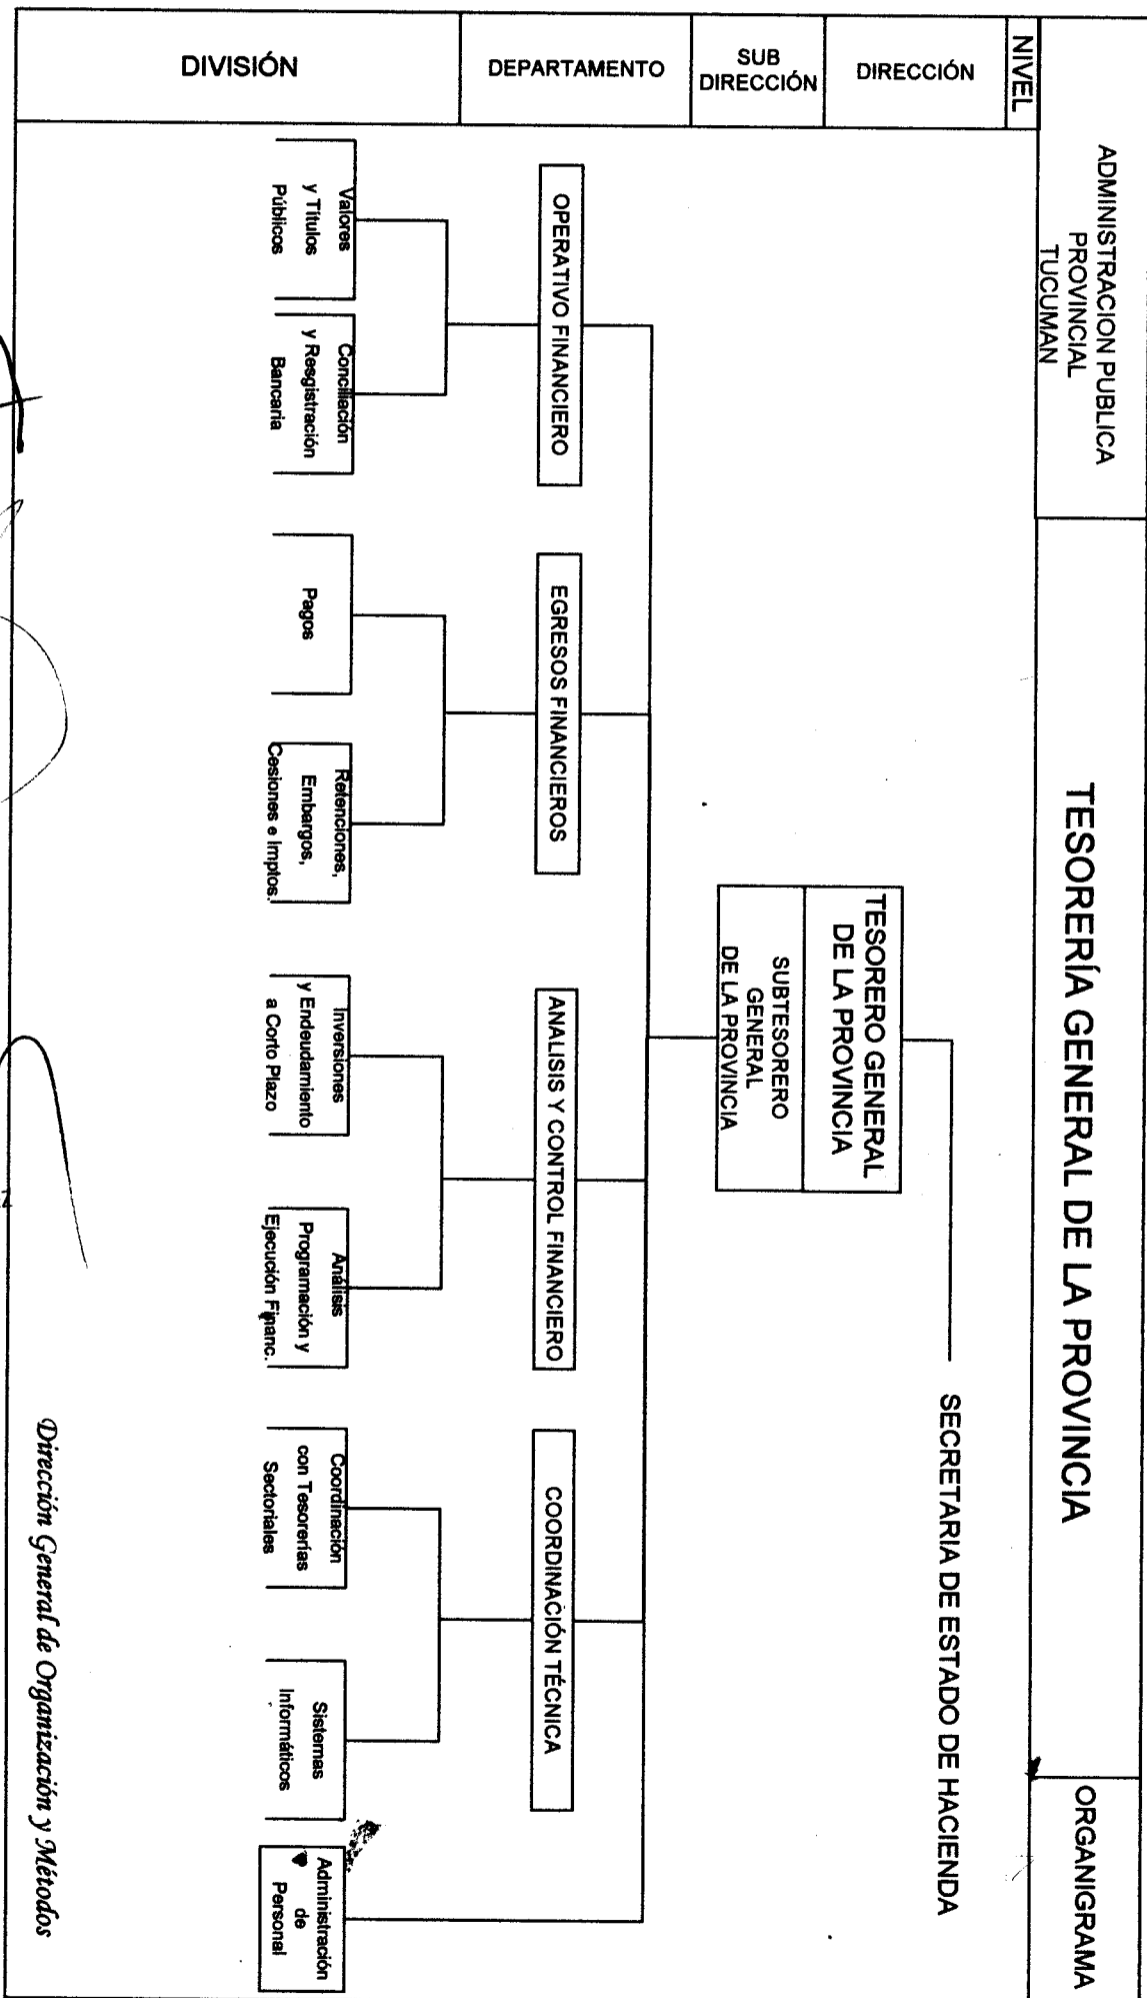 ADMINISTRACION PUBLICA
PROVINCIAL
TUCUMAN
TESORERÍA GENERAL DE LA PROVINCIA
ORGANIGRAMA
NIVEL
DIRECCIÓN
SUB
DIRECCIÓN
DEPARTAMENTO
DIVISIÓN
SECRETARIA DE ESTADO DE HACIENDA
TESORERO GENERAL
DE LA PROVINCIA
SUBTESORERO
GENERAL
DE LA PROVINCIA
OPERATIVO FINANCIERO
EGRESOS FINANCIEROS
ANALISIS Y CONTROL FINANCIERO
COORDINACIÓN TÉCNICA
Valores
y Títulos
Públicos
Conciliación
y Resgistración
Bancaria
Pagos
Retenciones,
Embargos,
Cesiones e Imptos.
Inversiones
y Endeudamiento
a Corto Plazo
Análisis
Programación y
Ejecución Financ.
Coordinación
con Tesorerías
Sectoriales
Sistemas
Informáticos
Administración
de
Personal
Dirección General de Organización y Métodos